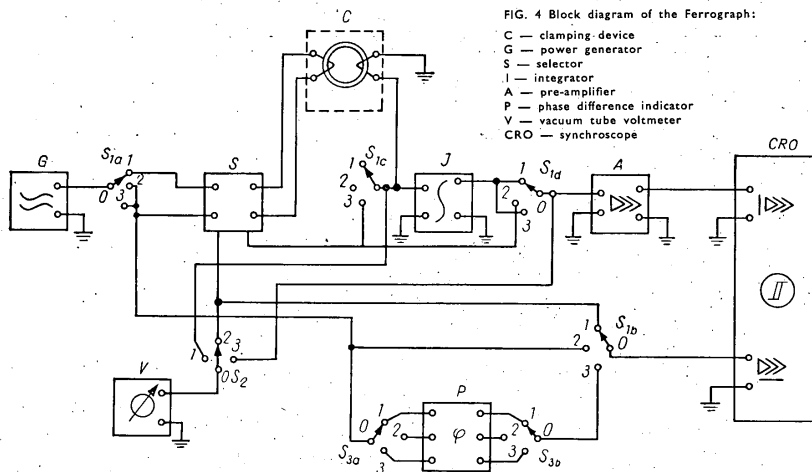 FIG. 4 Block diagram of the Ferrograph:
C — clamping device
G — power generator
S — selector
I — integrator
A — pre-amplifier
P — phase difference indicator
V — vacuum tube voltmeter
CRO — synchroscope
C
CRO
G
S1a
1
2
3
0
S
S1c
1
2
3
J
S1d
1
2
0
3
A
S1b
1
0
2
3
2
3
1
0
S2
V
P
φ
1
0
2
3
S3a
1
2
0
3
S3b